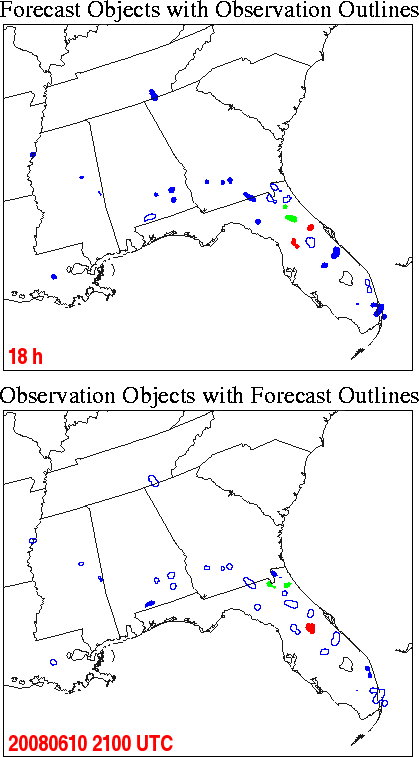 Forecast Objects with Observation Outlines
18 h
Observation Objects with Forecast Outlines
20080610 2100 UTC